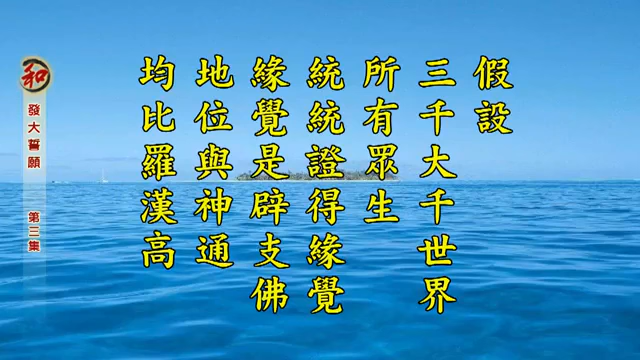 假設
三千大千世界
所有眾生
統統證得緣覺
緣覺是辟支佛
地位與神通
均比羅漢高
和
發大誓願
第三集